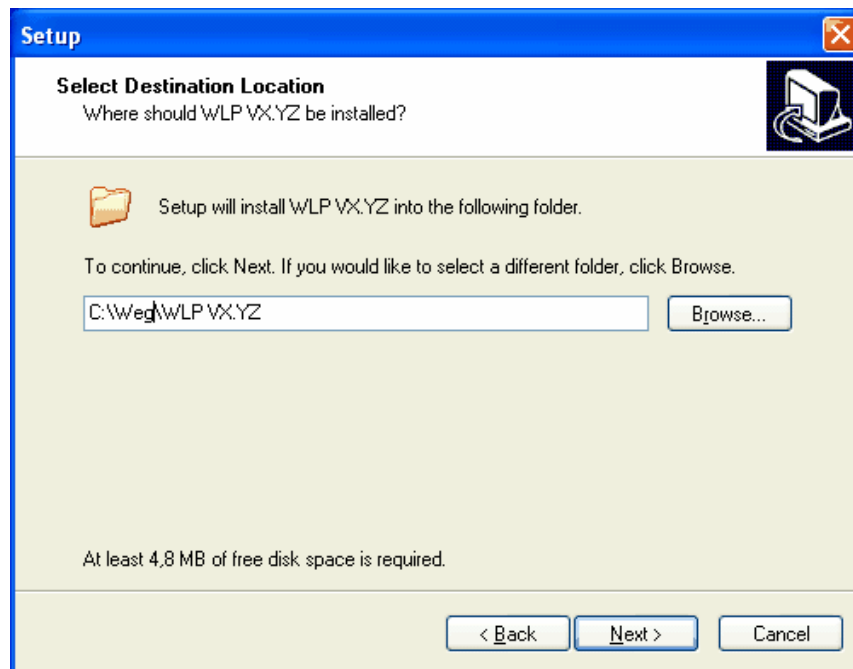 Setup
Select Destination Location
Where should WLP VX.YZ be installed?
Setup will install WLP VX.YZ into the following folder.
To continue, click Next. If you would like to select a different folder, click Browse.
C:\Weg\WLP VX.YZ
Browse...
At least 4,8 MB of free disk space is required.
< Back
Next >
Cancel